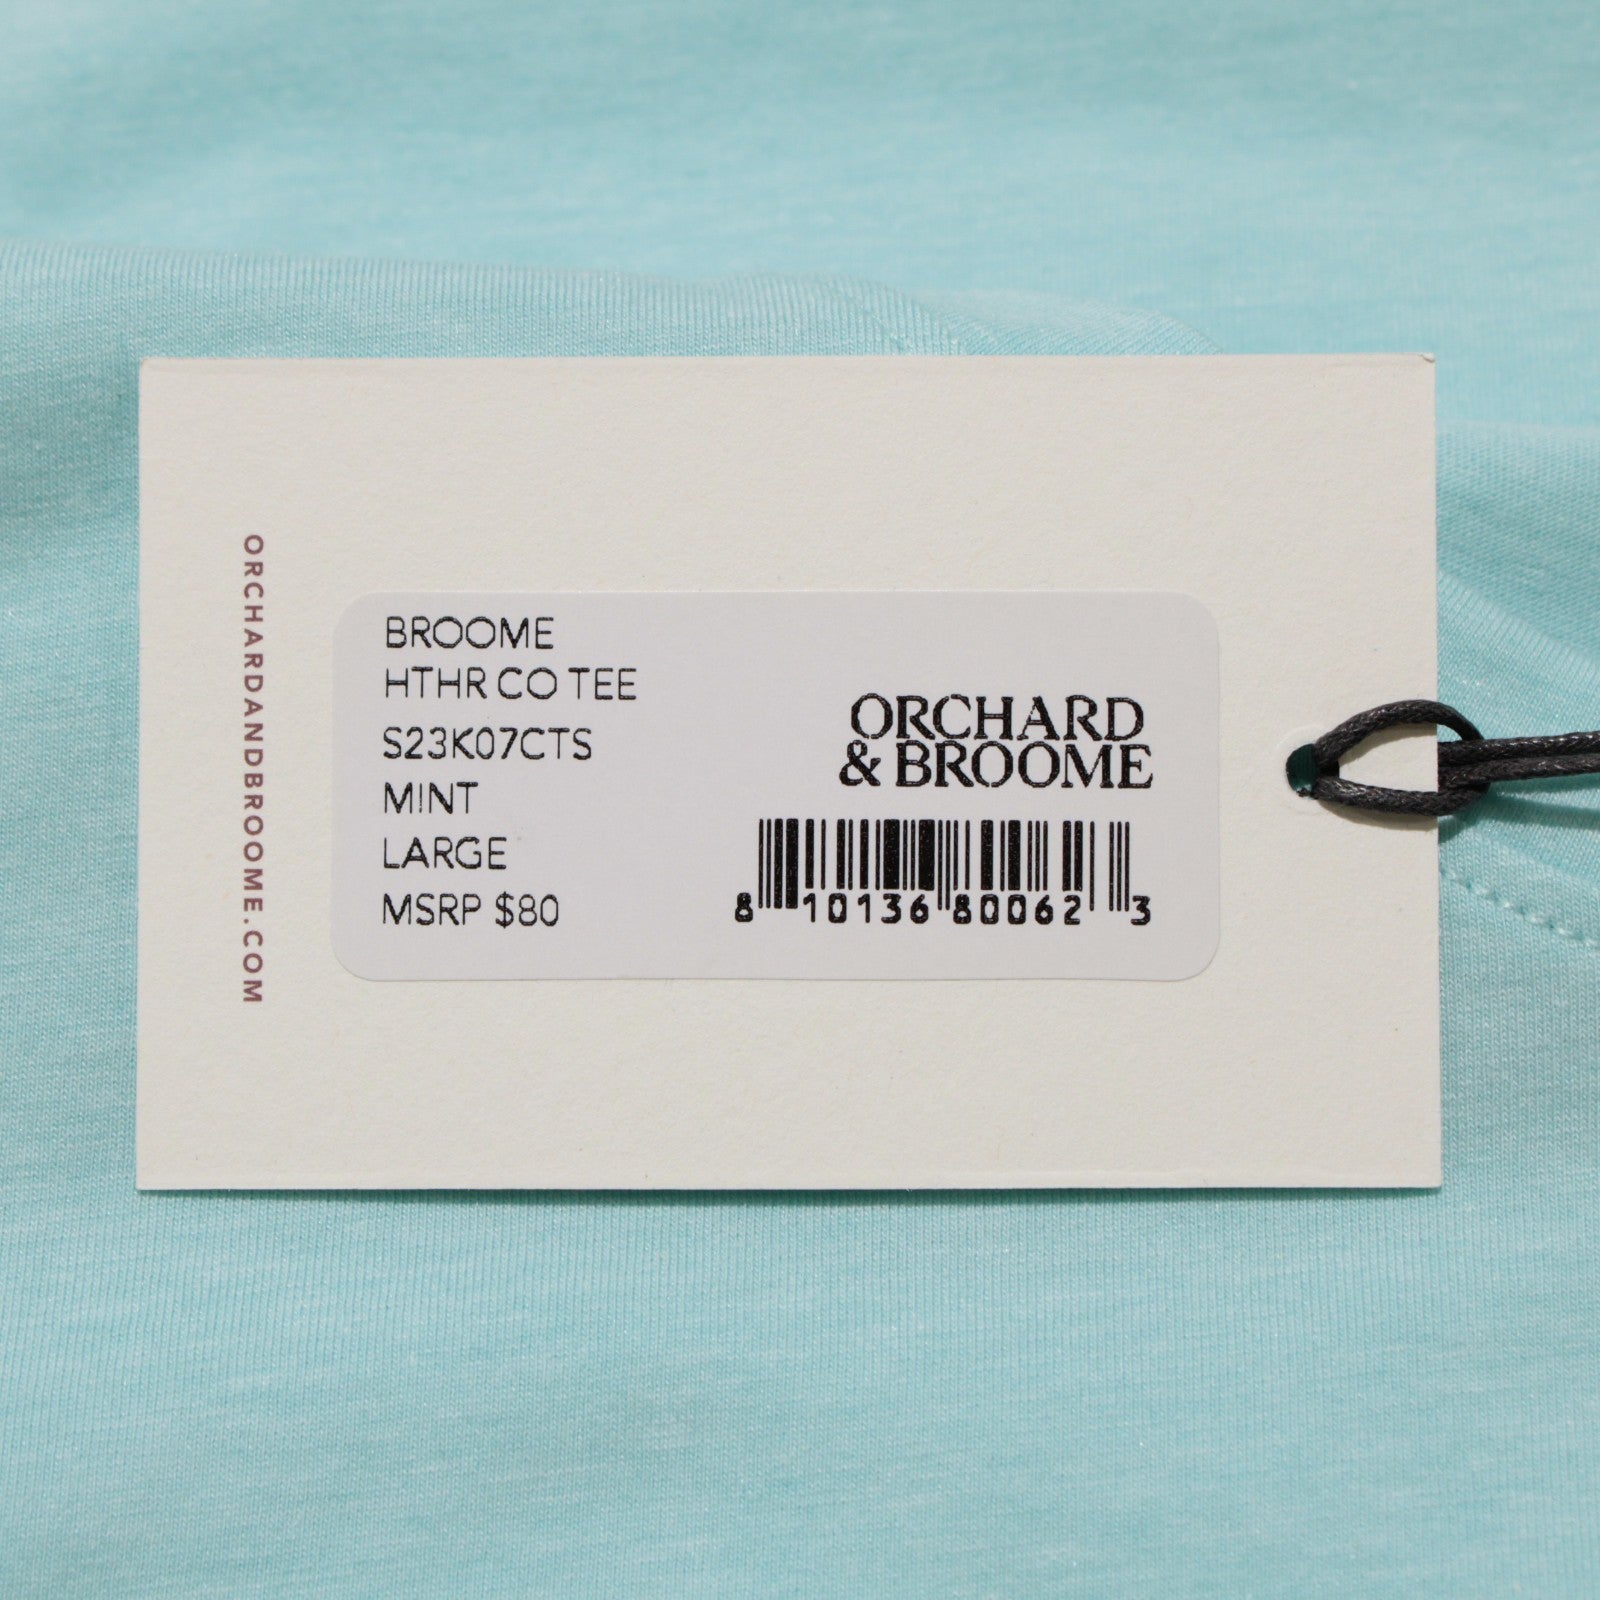 ORCHARDANDBROOME.COM
BROOME
HTHR CO TEE
S23K07CTS
MINT
LARGE
MSRP $80
ORCHARD
& BROOME
8 10136 80062 3